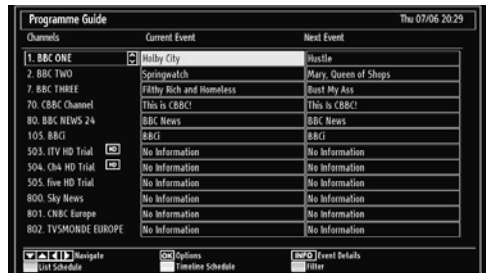 Programme Guide Thu 07/06 20:29
Channels Current Event Next Event
1. BBC ONE Holby City Hustle
2. BBC TWO Springwatch Mary, Queen of Shops
7. BBC THREE Filthy Rich and Homeless Bust My Ass
70. CBBC Channel This is CBBC! This Is CBBC!
80. BBC NEWS 24 BBC News BBC News
105. BBCi BBCi BBCi
503. ITV HD Trial HD No Information No Information
504. Ch4 HD Trial HD No Information No Information
505. five HD Trial No Information No Information
800. Sky News No Information No Information
801. CNBC Europe No Information No Information
802. TV5MONDE EUROPE No Information No Information
Navigate OK Options INFO Event Details
List Schedule Timeline Schedule Filter